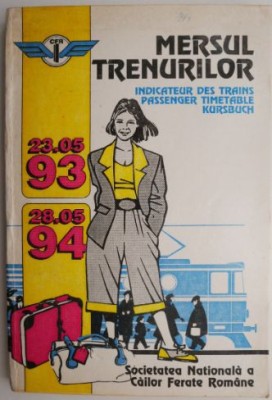 CFR
MERSUL
TRENURILOR
INDICATEUR DES TRAINS
PASSENGER TIMETABLE
KURSBUCH
23.05
93
28.05
94
Societatea Națională a
Căilor Ferate Române